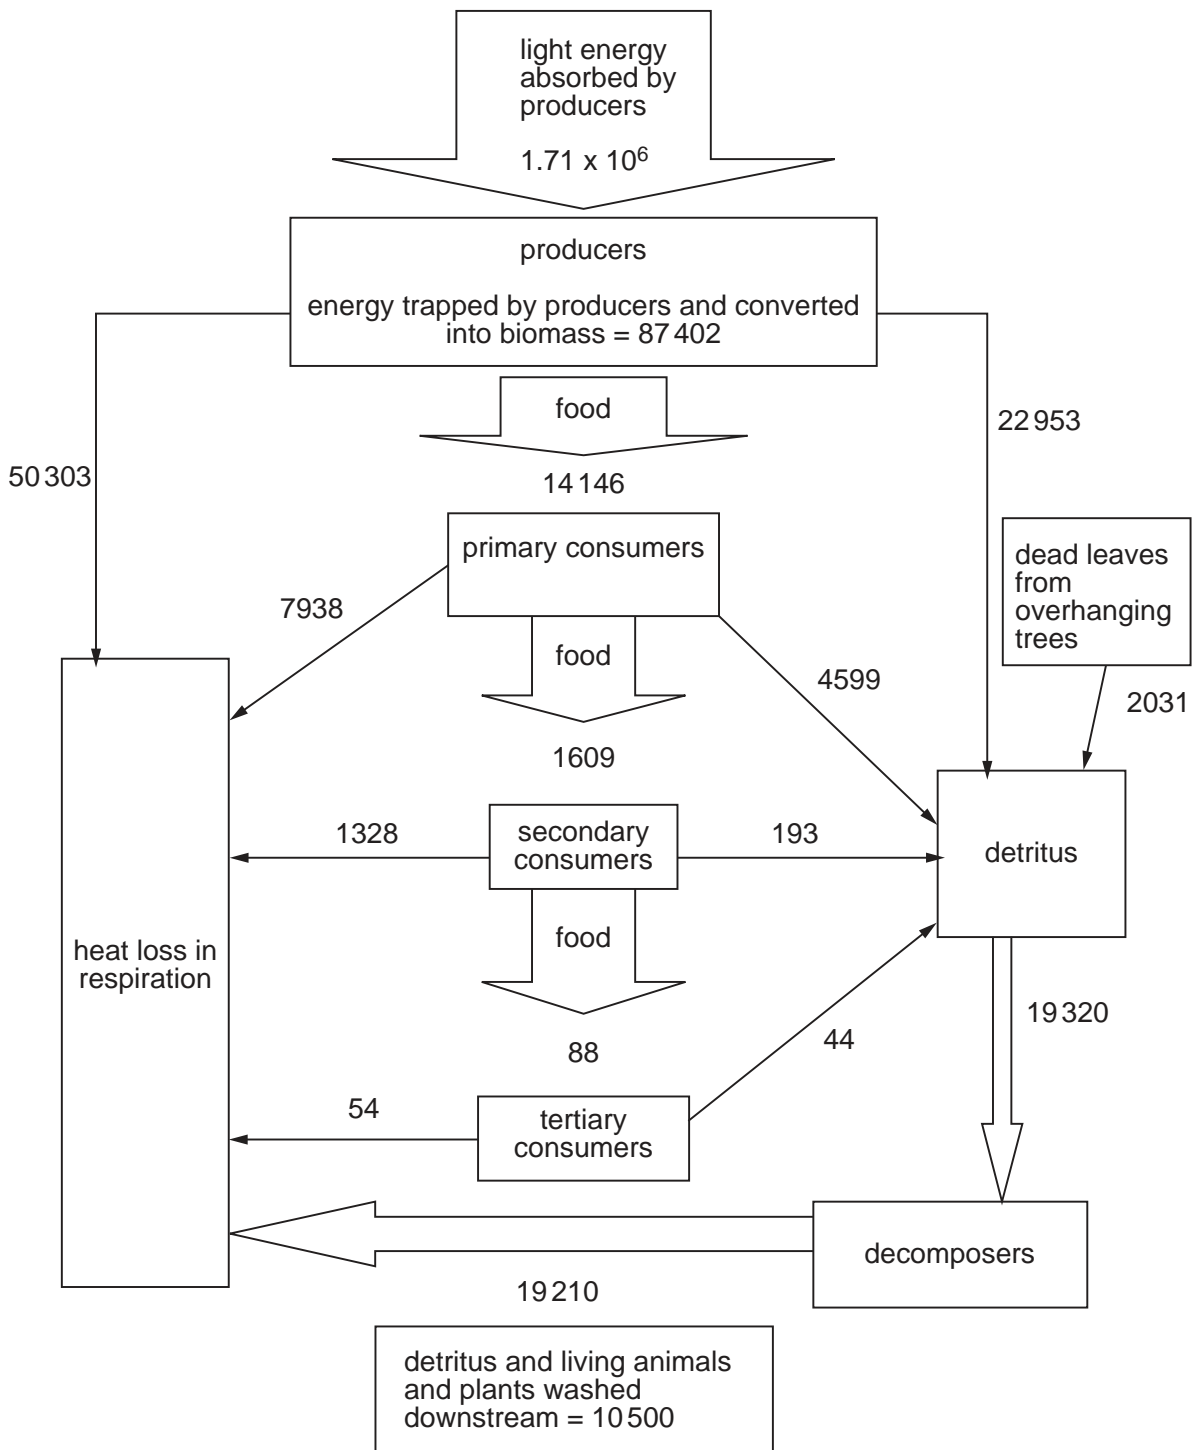 light energy
absorbed by
producers
1.71 x 10⁶
producers
energy trapped by producers and converted
into biomass = 87 402
food
22 953
50 303
14 146
primary consumers
dead leaves
from
overhanging
trees
7938
food
4599
2031
1609
1328
secondary
consumers
193
detritus
food
heat loss in
respiration
19 320
44
88
54
tertiary
consumers
decomposers
19 210
detritus and living animals
and plants washed
downstream = 10 500